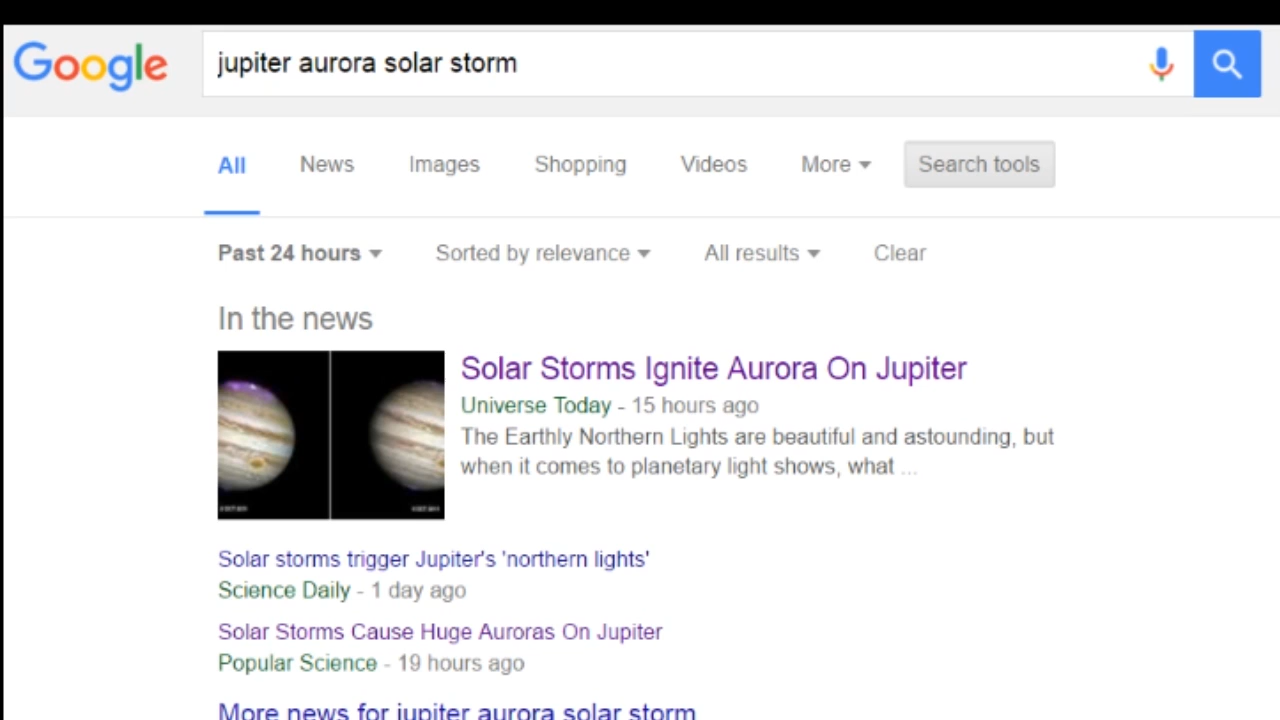 Google
jupiter aurora solar storm
All News Images Shopping Videos More Search tools
Past 24 hours Sorted by relevance All results Clear
In the news
Solar Storms Ignite Aurora On Jupiter
Universe Today - 15 hours ago
The Earthly Northern Lights are beautiful and astounding, but
when it comes to planetary light shows, what ...
Solar storms trigger Jupiter's 'northern lights'
Science Daily - 1 day ago
Solar Storms Cause Huge Auroras On Jupiter
Popular Science - 19 hours ago
More news for jupiter aurora solar storm